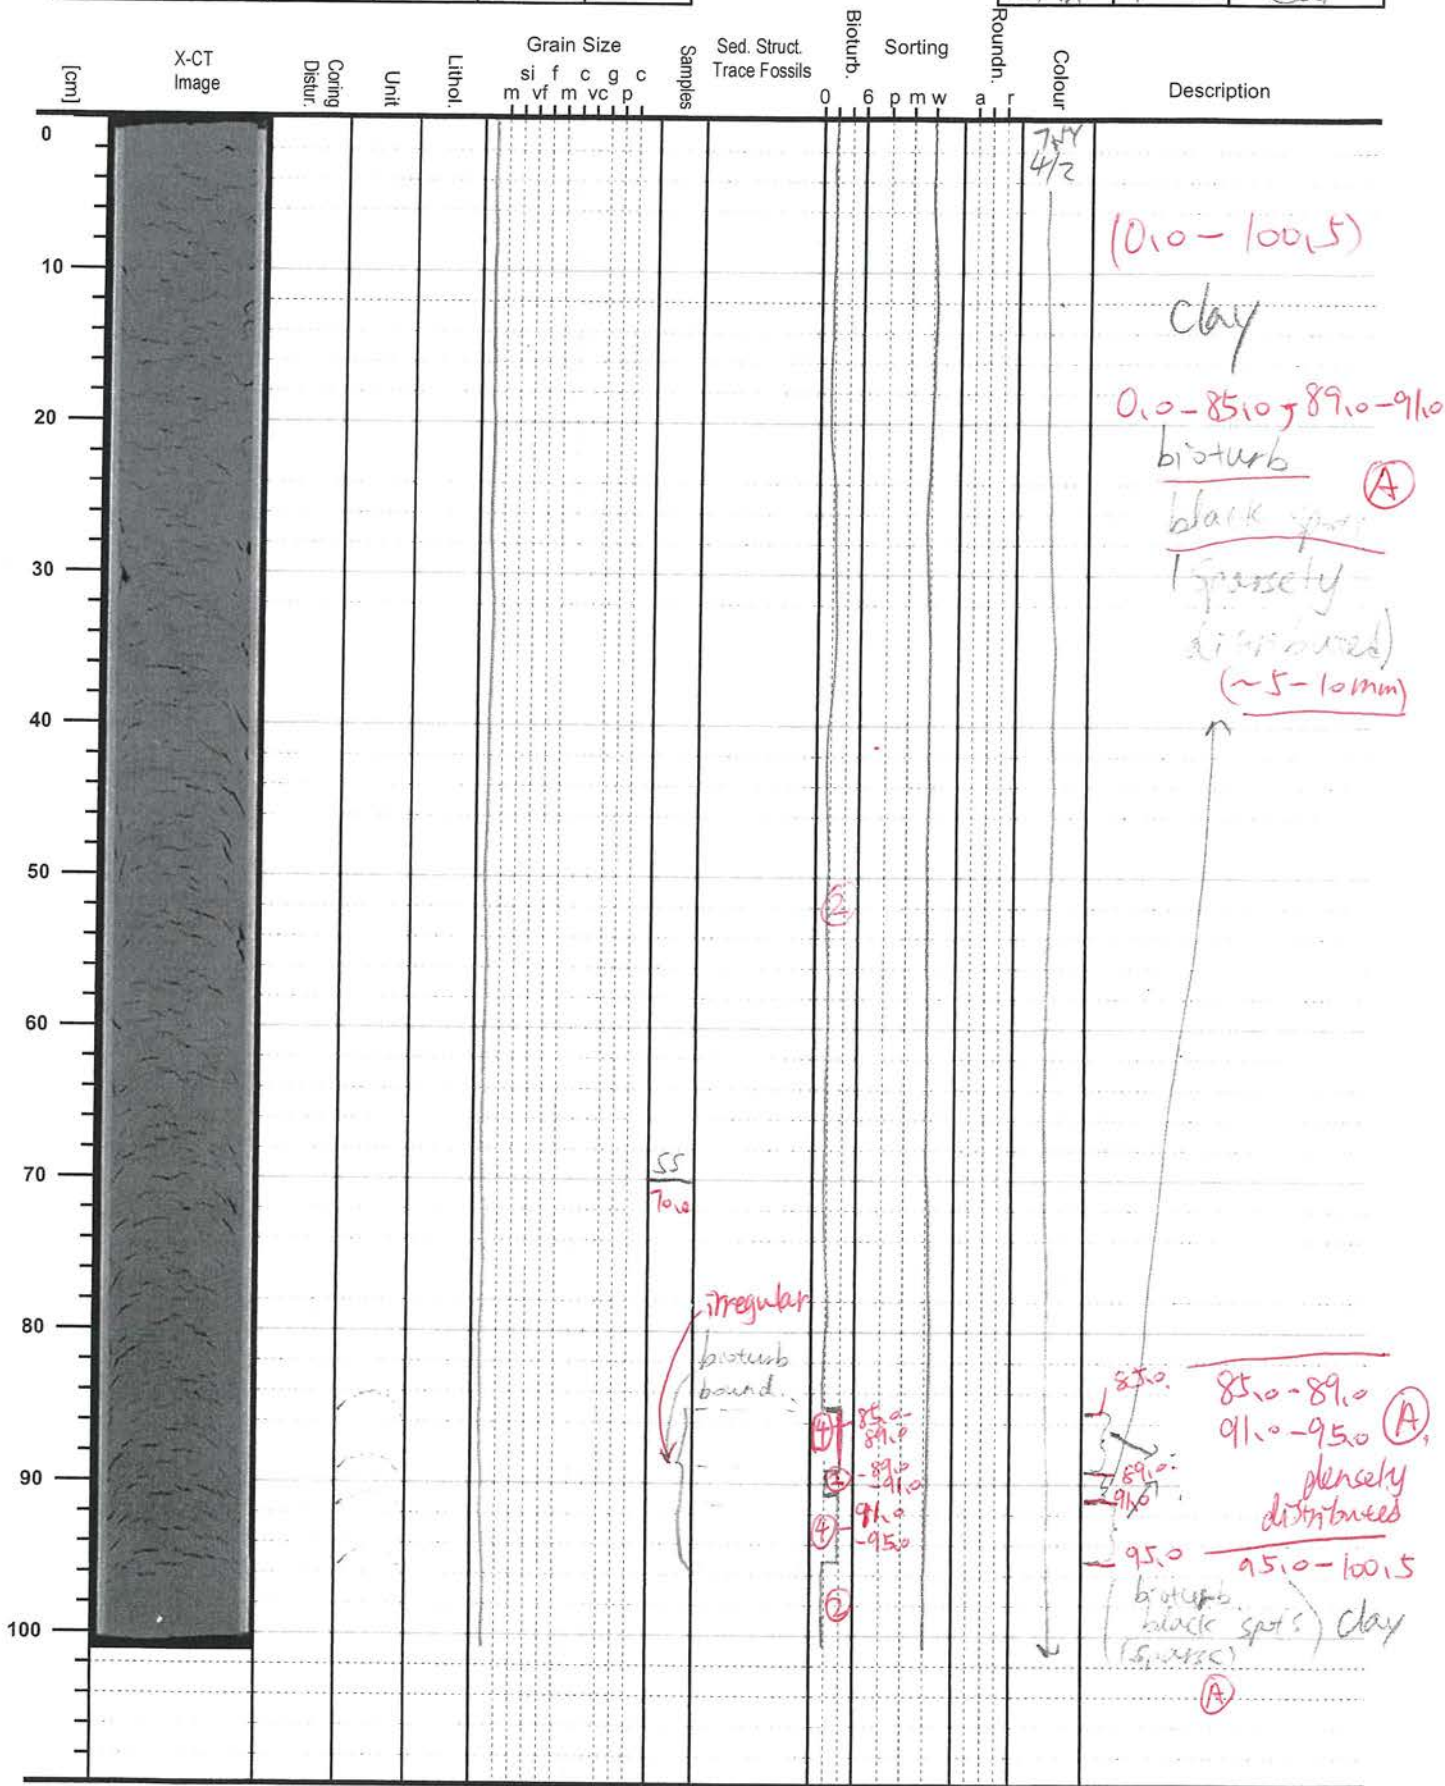 [cm]
X-CT
Image
Coring
Distur.
Unit
Lithol.
Grain Size
si f c g c
m vf m vc p
Samples
Sed. Struct.
Trace Fossils
Bioturb.
0 6
Sorting
p m w
Roundn.
a r
Colour
Description
0
10
20
30
40
50
60
70
80
90
100
4/2
(0.0 - 100.5)
clay
0.0 - 85.0, 89.0 - 91.0
bioturb
A
black spots
(sparsely
distributed)
(~5-10mm)
2
SS
70.0
irregular
bioturb
bound.
4
85.0-
89.0
2
-89.0
-91.0
4
91.0
-95.0
2
85.0
89.0
91.0
95.0
85.0 - 89.0
91.0 - 95.0
A
densely
distributed
95.0 - 100.5
bioturb.
black spots
(sparse)
clay
A